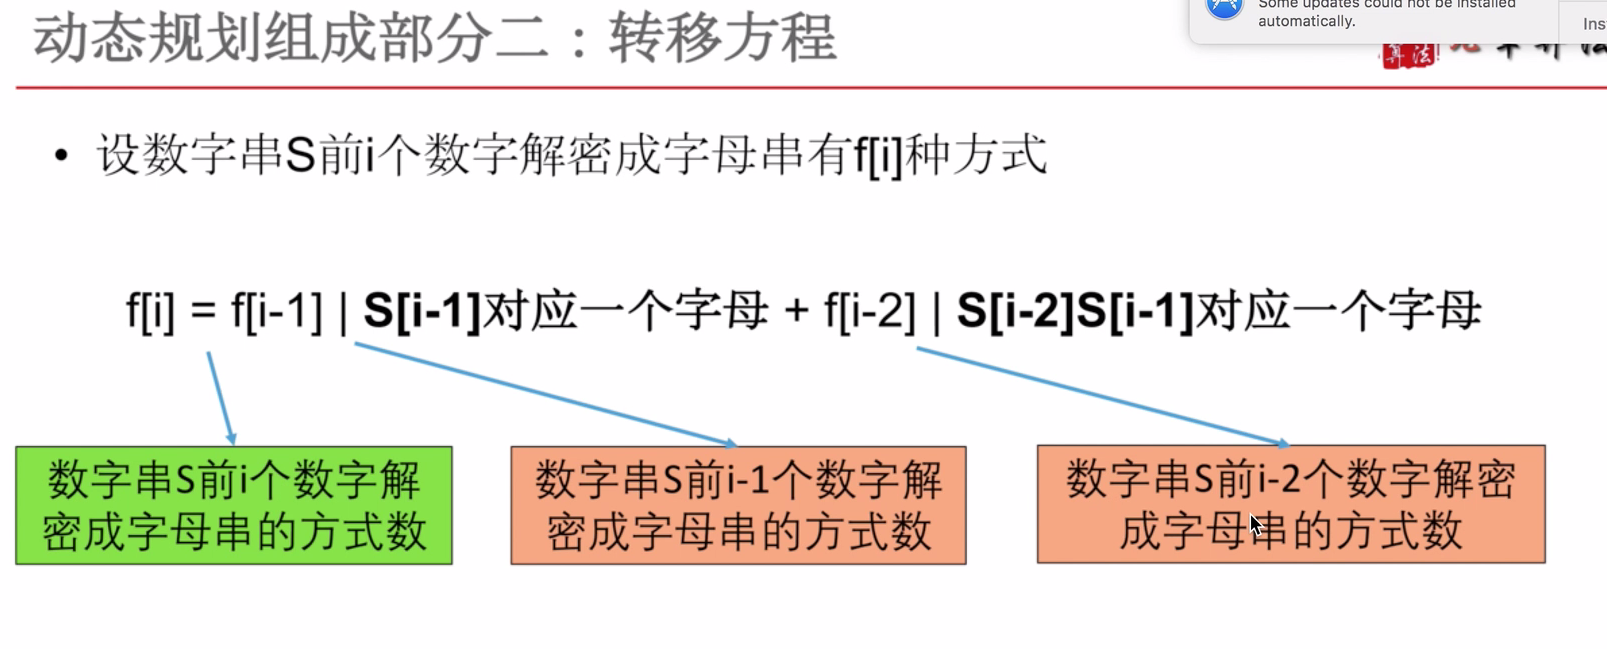 Some updates could not be installed
automatically.
Ins
动态规划组成部分二：转移方程
算法
• 设数字串S前i个数字解密成字母串有f[i]种方式
f[i] = f[i-1] | S[i-1]对应一个字母 + f[i-2] | S[i-2]S[i-1]对应一个字母
数字串S前i个数字解
密成字母串的方式数
数字串S前i-1个数字解
密成字母串的方式数
数字串S前i-2个数字解密
成字母串的方式数